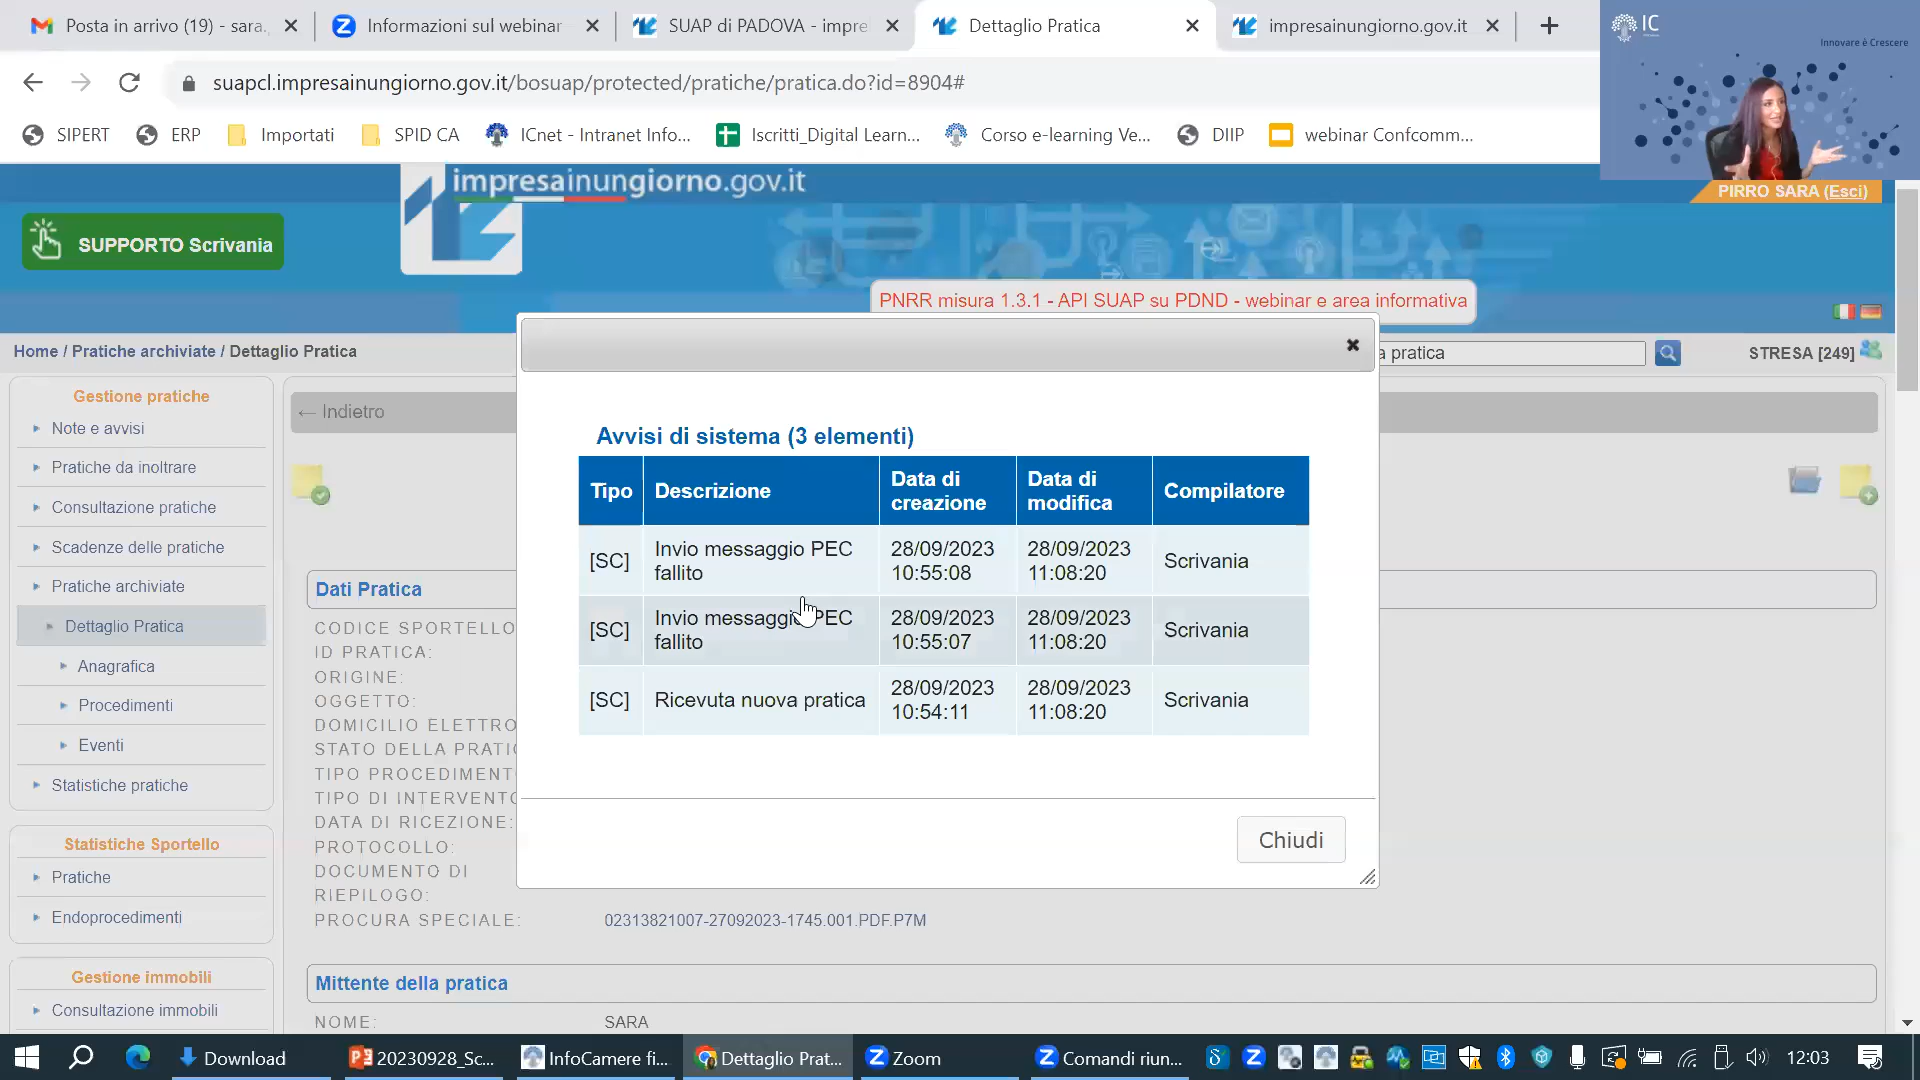 Posta in arrivo (19) - sara.
Informazioni sul webinar
SUAP di PADOVA - impre
Dettaglio Pratica
impresainungiorno.gov.it
suapcl.impresainungiorno.gov.it/bosuap/protected/pratiche/pratica.do?id=8904#
SIPERT
ERP
Importati
SPID CA
ICnet - Intranet Info...
Iscritti_Digital Learn...
Corso e-learning Ve...
DIIP
webinar Confcomm...
IC
Innovare è Crescere
impresainungiorno.gov.it
PIRRO SARA (Esci)
SUPPORTO Scrivania
PNRR misura 1.3.1 - API SUAP su PDND - webinar e area informativa
Home / Pratiche archiviate / Dettaglio Pratica
a pratica
STRESA [249]
Gestione pratiche
Note e avvisi
Pratiche da inoltrare
Consultazione pratiche
Scadenze delle pratiche
Pratiche archiviate
Dettaglio Pratica
Anagrafica
Procedimenti
Eventi
Statistiche pratiche
Statistiche Sportello
Pratiche
Endoprocedimenti
Gestione immobili
Consultazione immobili
← Indietro
Dati Pratica
CODICE SPORTELLO
ID PRATICA:
ORIGINE:
OGGETTO:
DOMICILIO ELETTRO
STATO DELLA PRATIC
TIPO PROCEDIMENT
TIPO DI INTERVENTO
DATA DI RICEZIONE:
PROTOCOLLO:
DOCUMENTO DI
RIEPILOGO:
PROCURA SPECIALE: 02313821007-27092023-1745.001.PDF.P7M
Mittente della pratica
NOME: SARA
Avvisi di sistema (3 elementi)
Tipo Descrizione Data di creazione Data di modifica Compilatore
[SC] Invio messaggio PEC fallito 28/09/2023 10:55:08 28/09/2023 11:08:20 Scrivania
[SC] Invio messaggio PEC fallito 28/09/2023 10:55:07 28/09/2023 11:08:20 Scrivania
[SC] Ricevuta nuova pratica 28/09/2023 10:54:11 28/09/2023 11:08:20 Scrivania
Chiudi
Download
20230928_Sc...
InfoCamere fi...
Dettaglio Prat...
Zoom
Comandi riun...
12:03